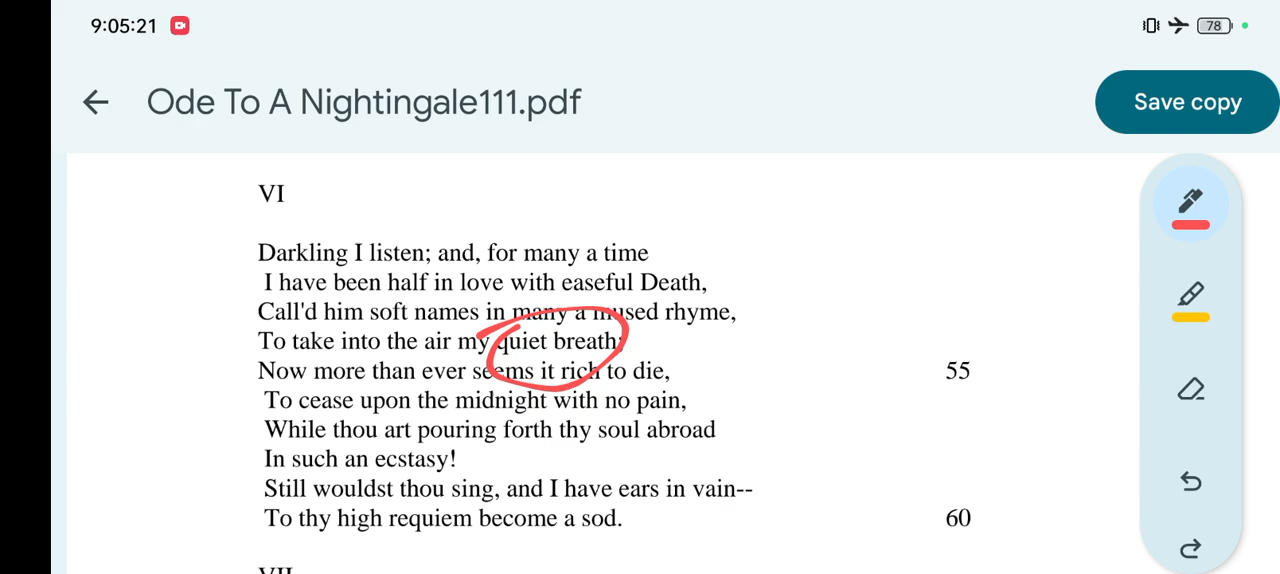 9:05:21
78
Ode To A Nightingale111.pdf
Save copy
VI
Darkling I listen; and, for many a time
I have been half in love with easeful Death,
Call'd him soft names in many a mused rhyme,
To take into the air my quiet breath;
Now more than ever seems it rich to die, 55
To cease upon the midnight with no pain,
While thou art pouring forth thy soul abroad
In such an ecstasy!
Still wouldst thou sing, and I have ears in vain--
To thy high requiem become a sod. 60
VII